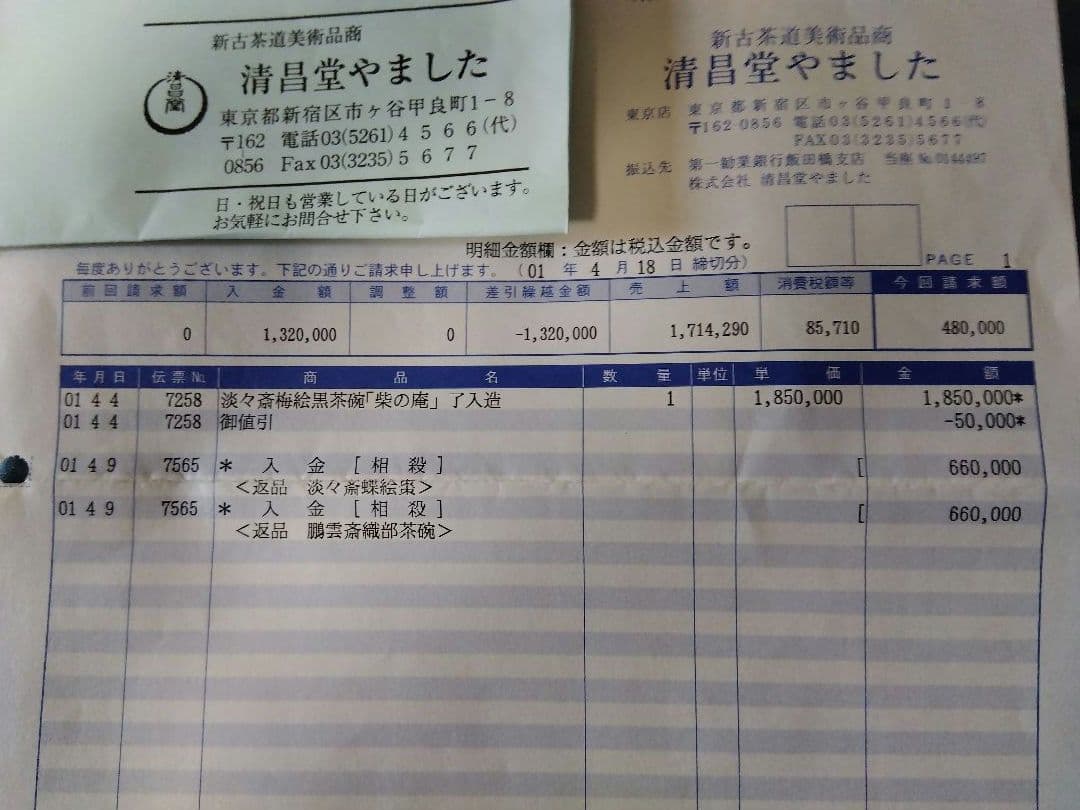 新古茶道美術品商
清昌堂やました
清昌堂
東京都新宿区市ヶ谷甲良町1-8
〒162 電話03(5261)4566(代)
0856 Fax03(3235)5677
日・祝日も営業している日がございます。
お気軽にお問合せ下さい。
新古茶道美術品商
清昌堂やました
東京店 東京都新宿区市ヶ谷甲良町1-8
〒162-0856 電話03(5261)4566(代)
FAX03(3235)5677
振込先 第一勧業銀行飯田橋支店 当座
株式会社 清昌堂やました
明細金額欄：金額は税込金額です。
毎度ありがとうございます。下記の通りご請求申し上げます。(01 年 4 月 18 日 締切分)
PAGE 1
前回請求額 入金額 調整額 差引繰越金額 売上額 消費税額等 今回請求額
0 1,320,000 0 -1,320,000 1,714,290 85,710 480,000
年月日 伝票№ 商品名 数量 単位 単価 金額
01 4 4 7258 淡々斎梅絵黒茶碗「柴の庵」了入造 1 1,850,000 1,850,000*
01 4 4 7258 御値引 -50,000*
01 4 9 7565 * 入金 [相殺] [ 660,000
<返品 淡々斎蝶絵棗>
01 4 9 7565 * 入金 [相殺] [ 660,000
<返品 鵬雲斎織部茶碗>